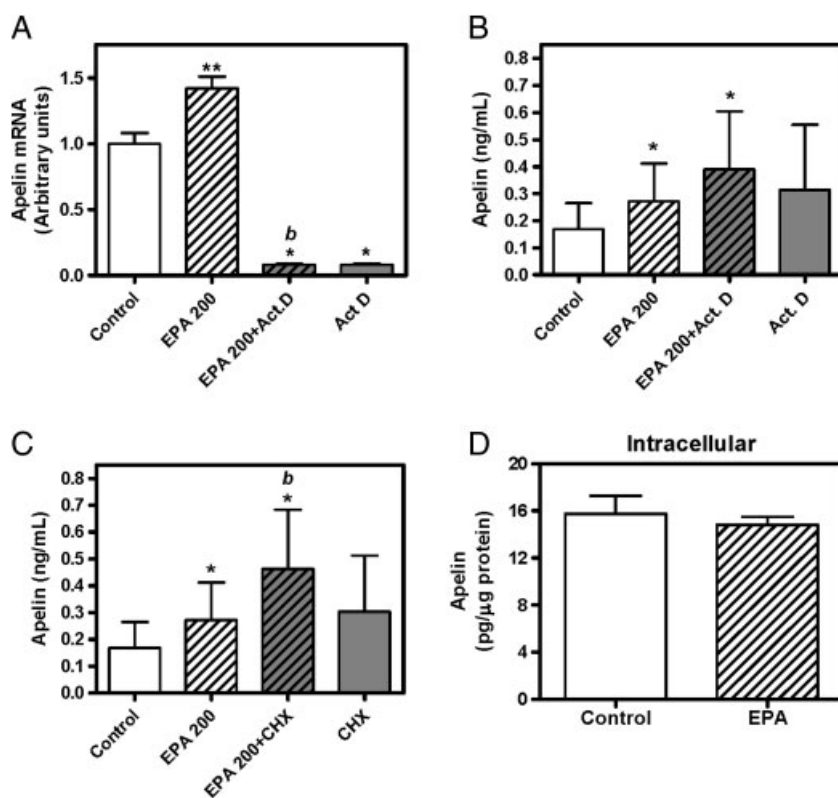 A
Apelin mRNA
(Arbitrary units)
1.5
1.0
0.5
0.0
**
b
*
*
Control
EPA 200
EPA 200+Act.D
Act D
B
Apelin (ng/mL)
0.8
0.7
0.6
0.5
0.4
0.3
0.2
0.1
0.0
*
*
Control
EPA 200
EPA 200+Act. D
Act. D
C
Apelin (ng/mL)
0.8
0.7
0.6
0.5
0.4
0.3
0.2
0.1
0.0
*
b
*
Control
EPA 200
EPA 200+CHX
CHX
D
Intracellular
Apelin
(pg/µg protein)
20
16
12
8
4
0
Control
EPA